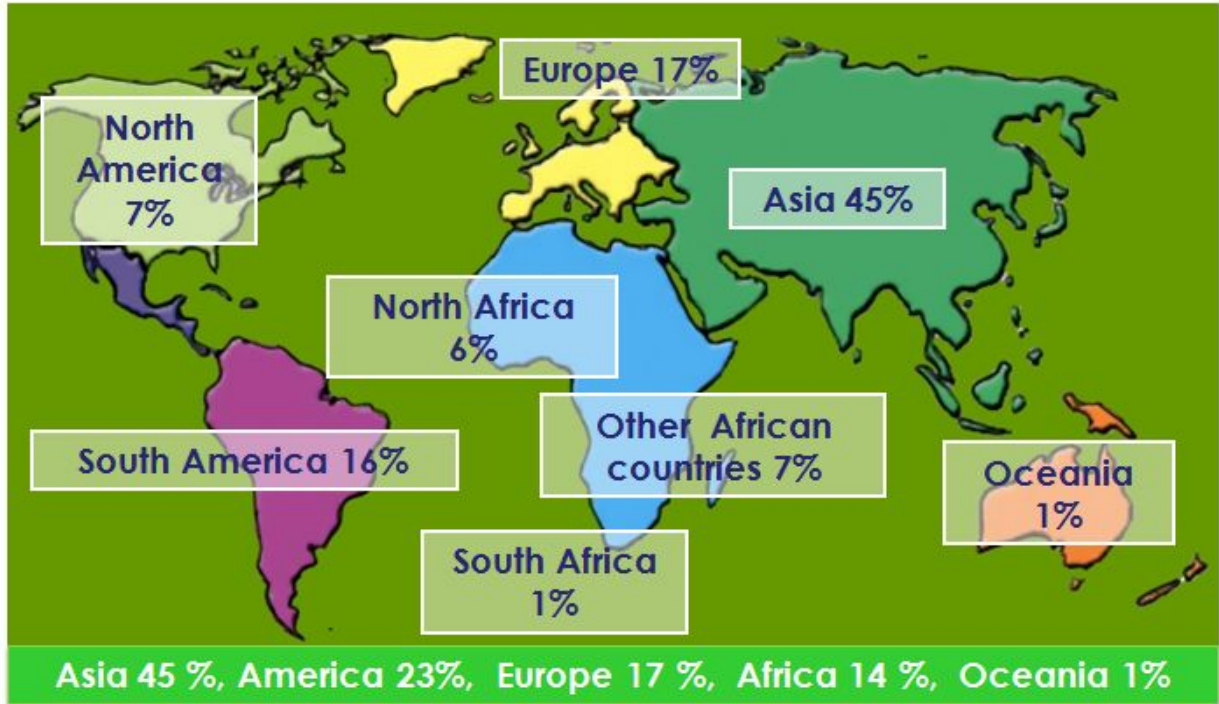 Europe 17%
North
America
7%
Asia 45%
North Africa
6%
Other African
countries 7%
South America 16%
Oceania
1%
South Africa
1%
Asia 45 %, America 23%, Europe 17 %, Africa 14 %, Oceania 1%